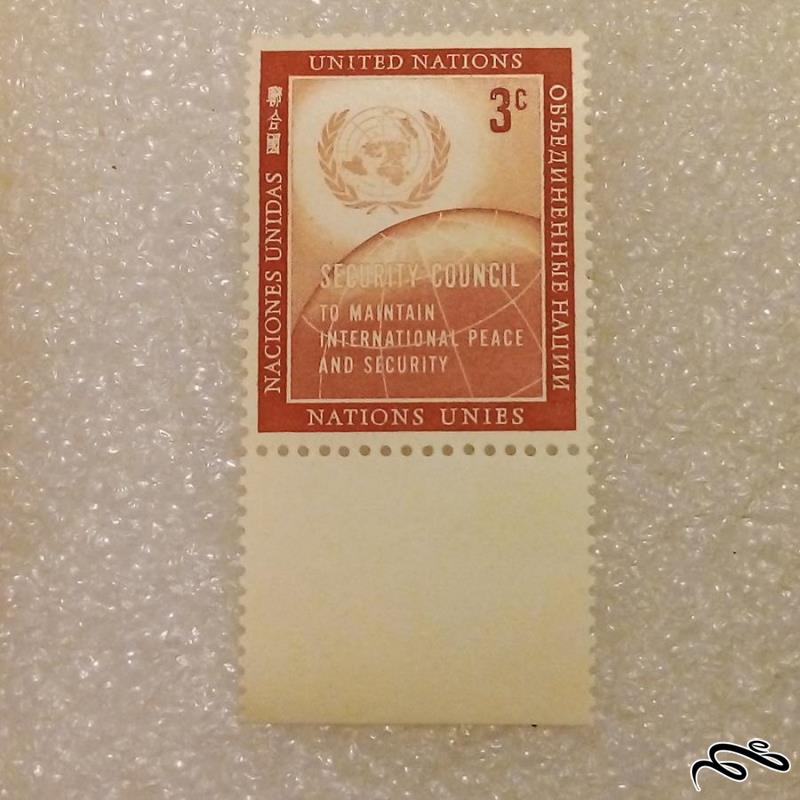 UNITED NATIONS
3c
聯合國
NACIONES UNIDAS
ОБЪЕДИНЕННЫЕ НАЦИИ
SECURITY COUNCIL
TO MAINTAIN
INTERNATIONAL PEACE
AND SECURITY
NATIONS UNIES